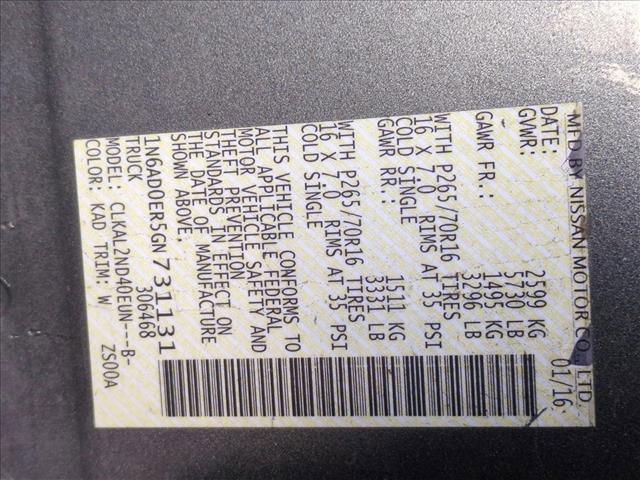 MFD BY NISSAN MOTOR CO., LTD.
DATE: 01/16
GVWR: 2599 KG
5730 LB
GAWR FR.: 1491 KG
3296 LB
WITH P265/70R16 TIRES
16 X 7.0 RIMS AT 35 PSI
COLD SINGLE
GAWR RR.: 1511 KG
3331 LB
WITH P265/70R16 TIRES
16 X 7.0 RIMS AT 35 PSI
COLD SINGLE
THIS VEHICLE CONFORMS TO
ALL APPLICABLE FEDERAL
MOTOR VEHICLE SAFETY AND
THEFT PREVENTION
STANDARDS IN EFFECT ON
THE DATE OF MANUFACTURE
SHOWN ABOVE.
1N6AD0ER5GN731131
TRUCK 306468
MODEL: CLKAL2ND40EUN---B-
COLOR: KAD TRIM: W ZS00A